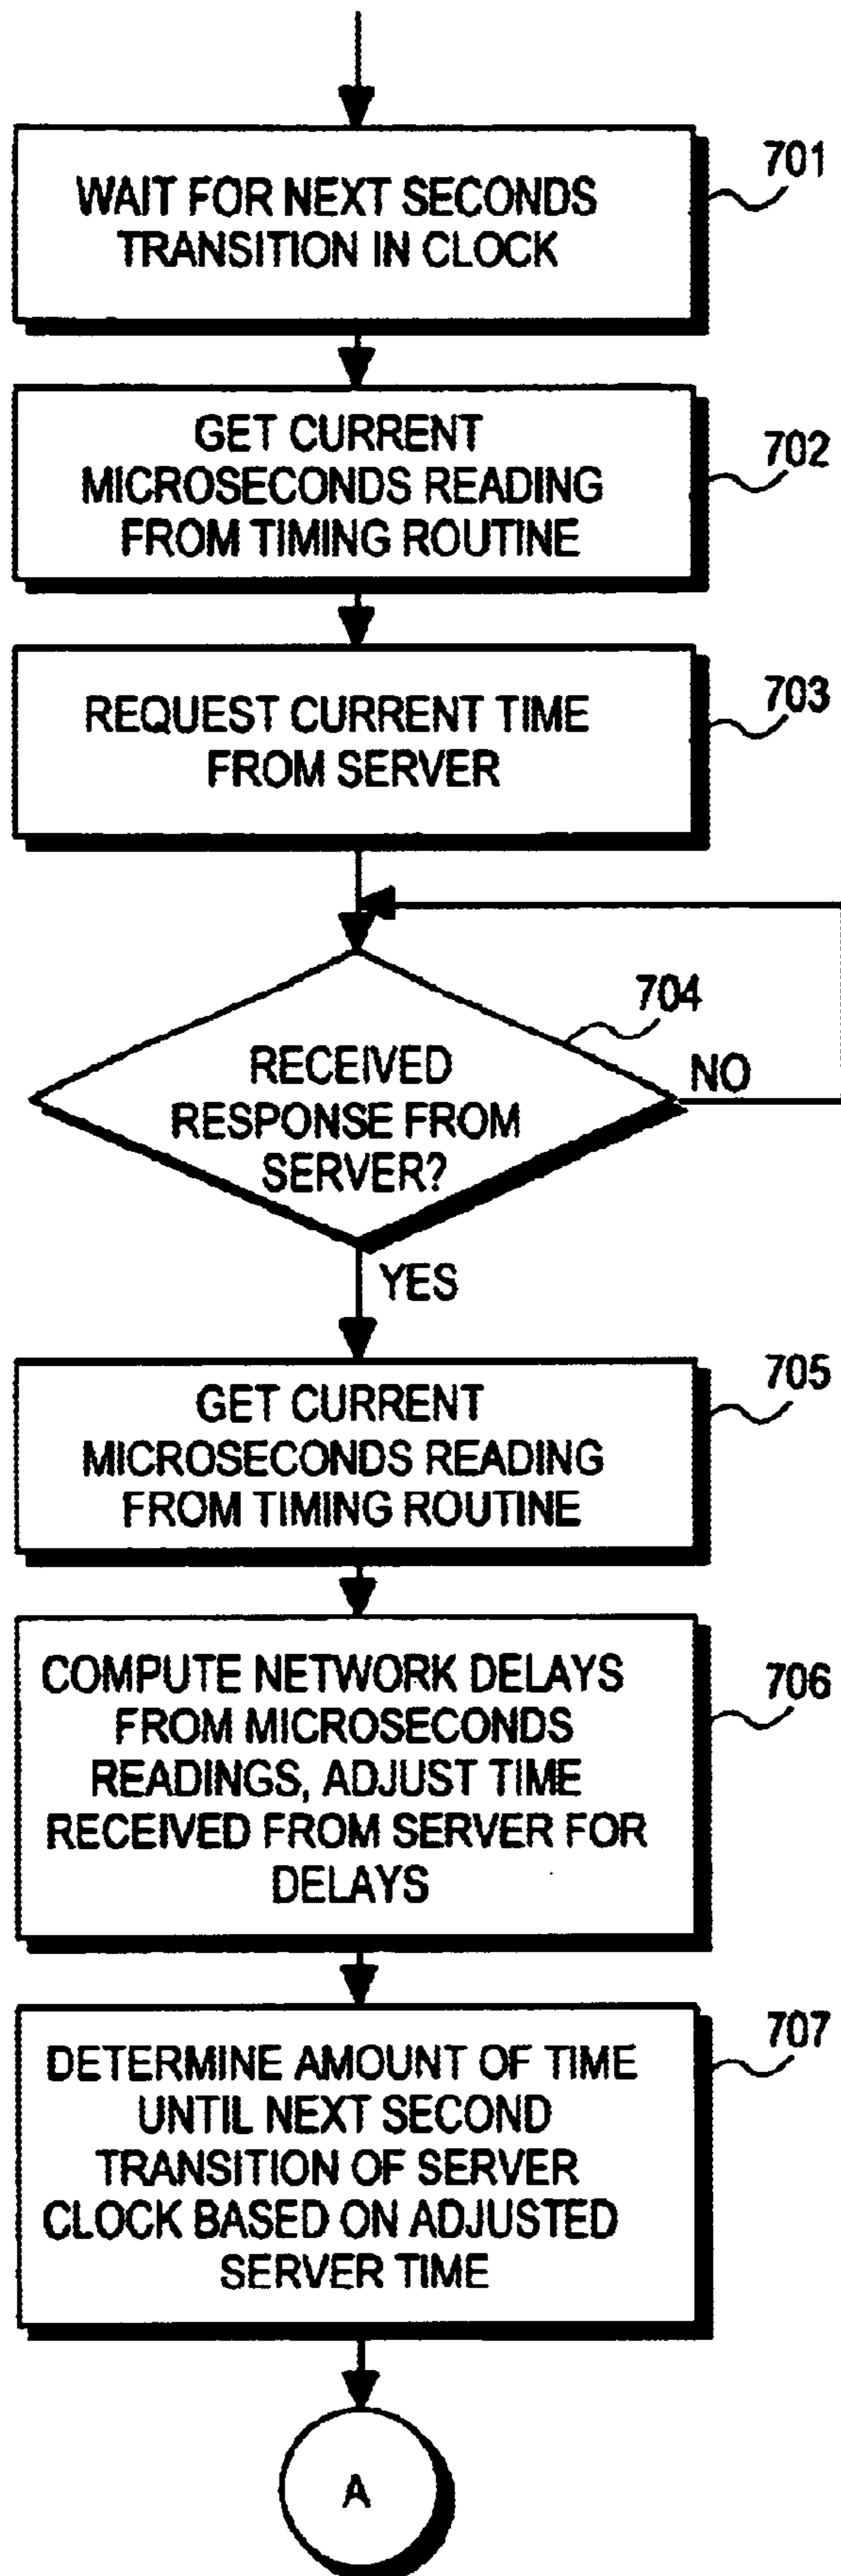 WAIT FOR NEXT SECONDS
TRANSITION IN CLOCK
701
GET CURRENT
MICROSECONDS READING
FROM TIMING ROUTINE
702
REQUEST CURRENT TIME
FROM SERVER
703
704
RECEIVED
RESPONSE FROM
SERVER?
NO
YES
GET CURRENT
MICROSECONDS READING
FROM TIMING ROUTINE
705
COMPUTE NETWORK DELAYS
FROM MICROSECONDS
READINGS, ADJUST TIME
RECEIVED FROM SERVER FOR
DELAYS
706
DETERMINE AMOUNT OF TIME
UNTIL NEXT SECOND
TRANSITION OF SERVER
CLOCK BASED ON ADJUSTED
SERVER TIME
707
A